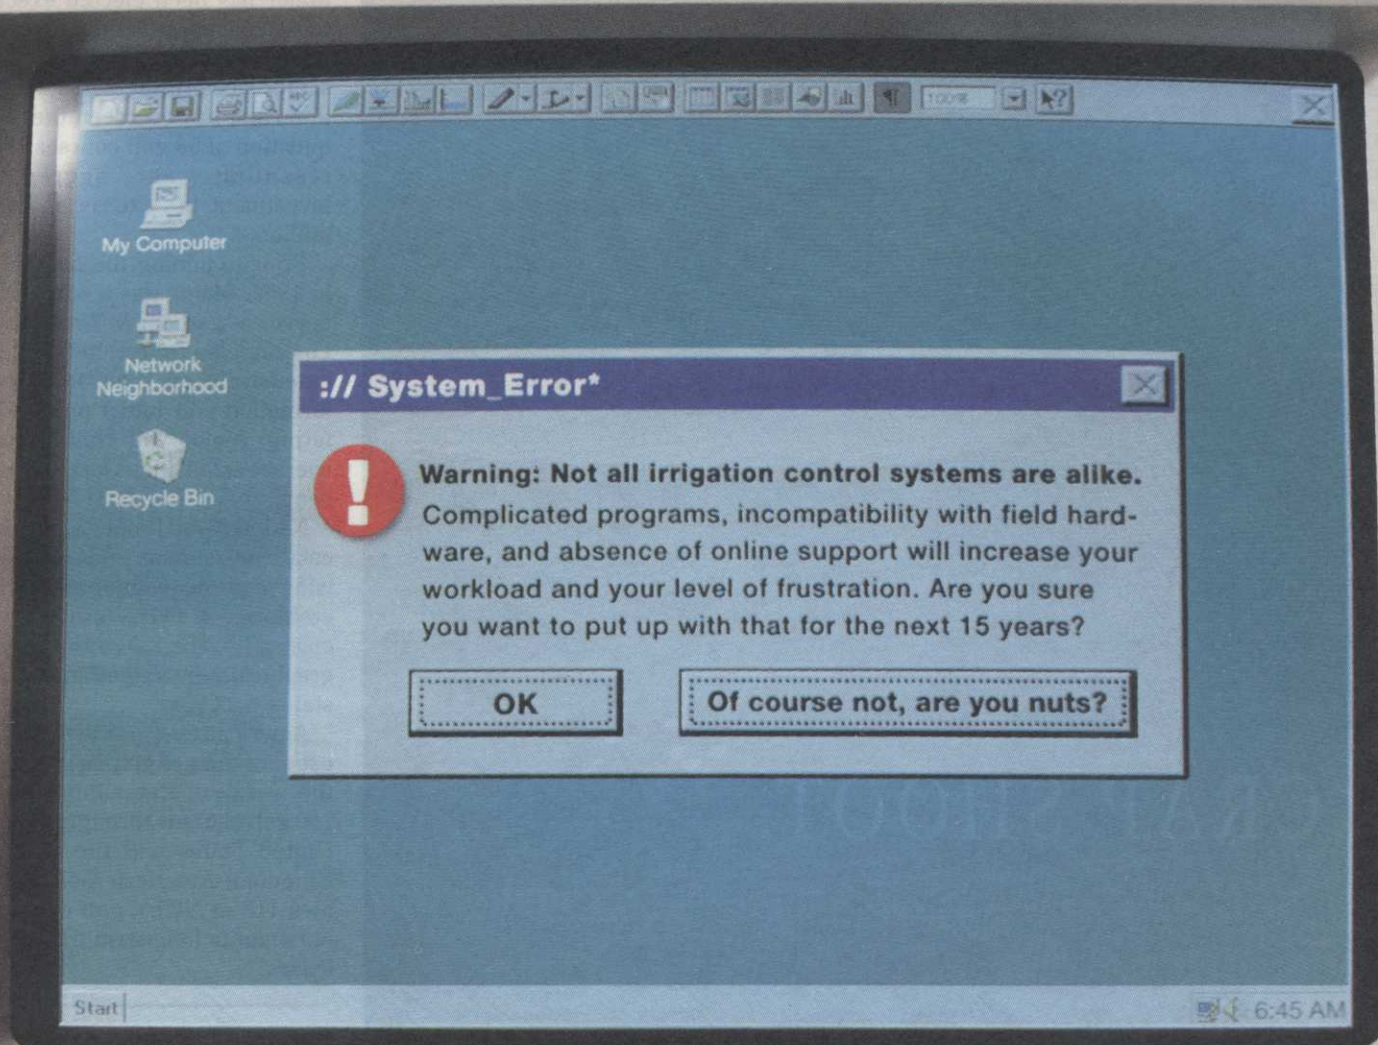 100%
My Computer
Network
Neighborhood
Recycle Bin
:// System_Error*
Warning: Not all irrigation control systems are alike.
Complicated programs, incompatibility with field hard-
ware, and absence of online support will increase your
workload and your level of frustration. Are you sure
you want to put up with that for the next 15 years?
OK
Of course not, are you nuts?
Start
6:45 AM